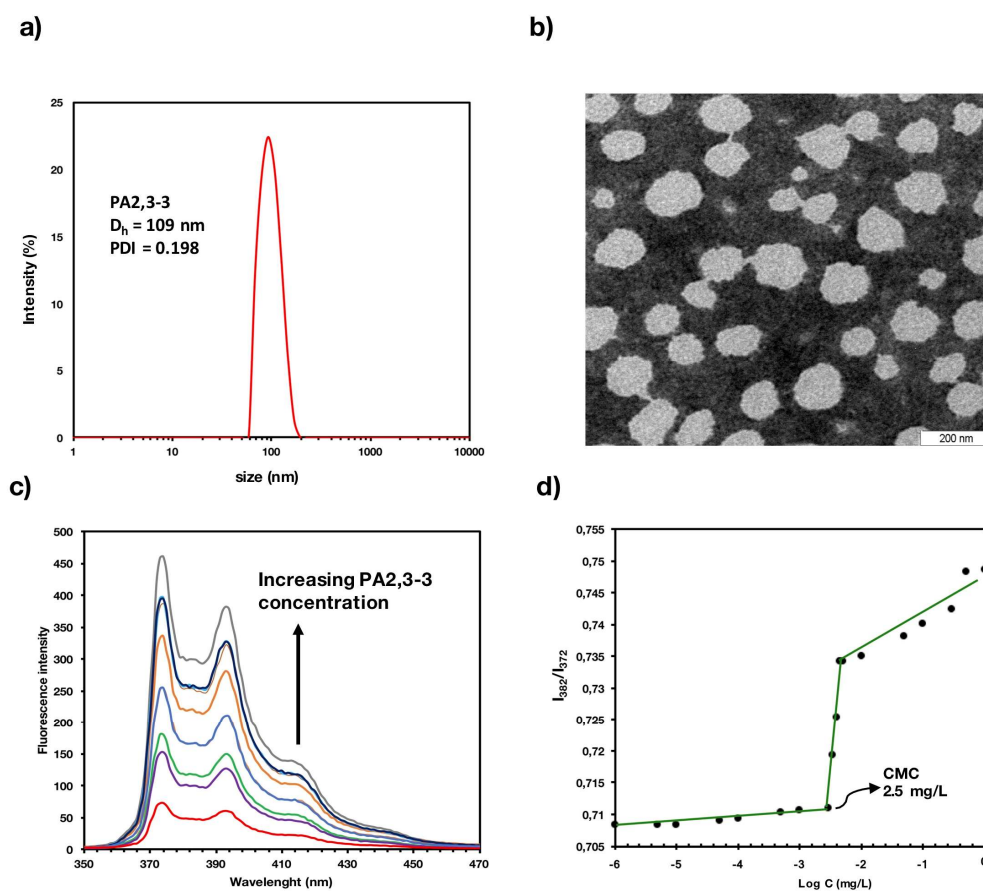 a)
b)
25
20
15
10
5
0
Intensity (%)
PA2,3-3
Dh = 109 nm
PDI = 0.198
1 10 100 1000 10000
size (nm)
200 nm
c)
d)
500
450
400
350
300
250
200
150
100
50
0
Fluorescence intensity
Increasing PA2,3-3
concentration
350 370 390 410 430 450 470
Wavelenght (nm)
0,755
0,75
0,745
0,74
0,735
0,73
0,725
0,72
0,715
0,71
0,705
I382/I372
CMC
2.5 mg/L
-6 -5 -4 -3 -2 -1
Log C (mg/L)